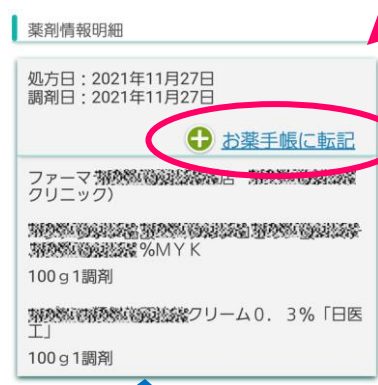 薬剤情報明細
処方日：2021年11月27日
調剤日：2021年11月27日
お薬手帳に転記
ファーマ 店
クリニック）
%MYK
100g1調剤
クリーム0．3%「日医
工」
100g1調剤